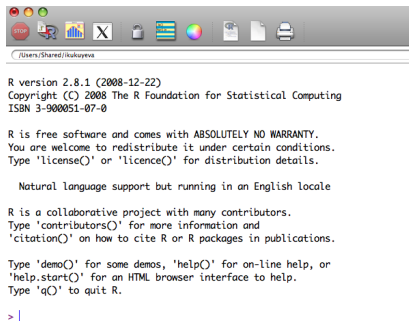 STOP
R
X
/Users/Shared/ikukuyeva
R version 2.8.1 (2008-12-22)
Copyright (C) 2008 The R Foundation for Statistical Computing
ISBN 3-900051-07-0
R is free software and comes with ABSOLUTELY NO WARRANTY.
You are welcome to redistribute it under certain conditions.
Type 'license()' or 'licence()' for distribution details.
Natural language support but running in an English locale
R is a collaborative project with many contributors.
Type 'contributors()' for more information and
'citation()' on how to cite R or R packages in publications.
Type 'demo()' for some demos, 'help()' for on-line help, or
'help.start()' for an HTML browser interface to help.
Type 'q()' to quit R.
>